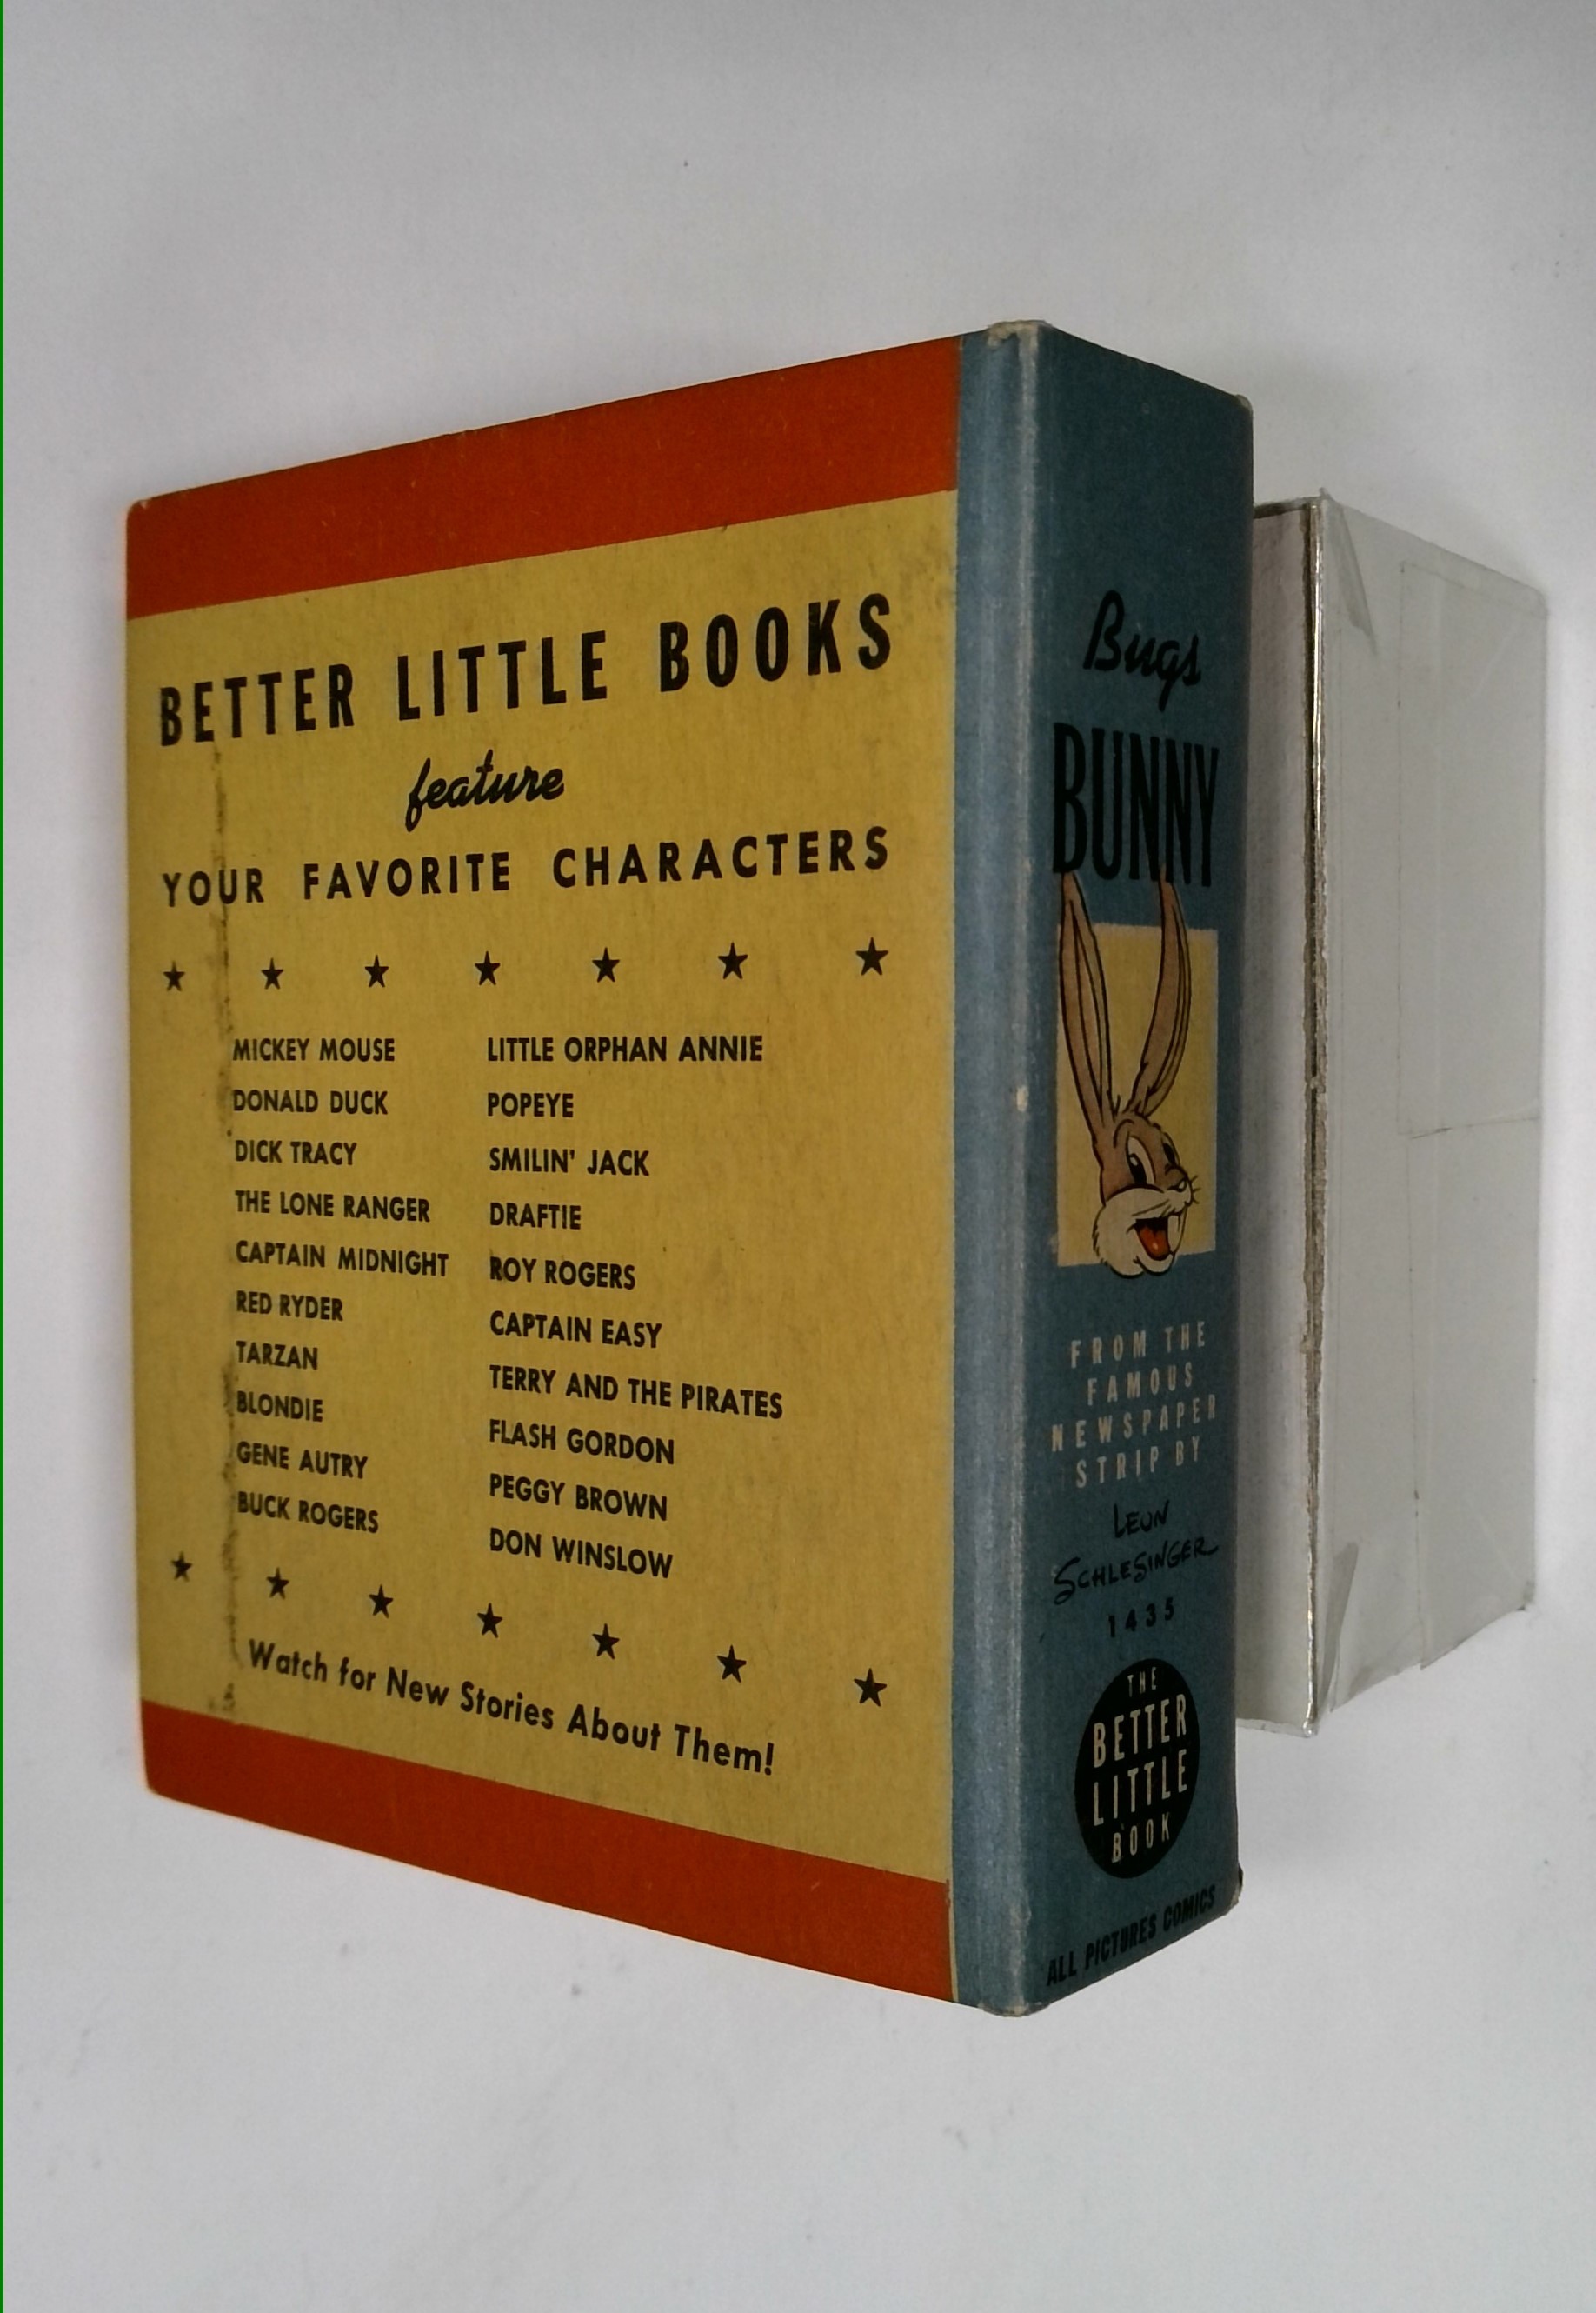 BETTER LITTLE BOOKS
feature
YOUR FAVORITE CHARACTERS
MICKEY MOUSE
DONALD DUCK
DICK TRACY
THE LONE RANGER
CAPTAIN MIDNIGHT
RED RYDER
TARZAN
BLONDIE
GENE AUTRY
BUCK ROGERS
LITTLE ORPHAN ANNIE
POPEYE
SMILIN' JACK
DRAFTIE
ROY ROGERS
CAPTAIN EASY
TERRY AND THE PIRATES
FLASH GORDON
PEGGY BROWN
DON WINSLOW
Watch for New Stories About Them!
Bugs
BUNNY
FROM THE
FAMOUS
NEWSPAPER
STRIP BY
LEON
SCHLESINGER
1435
THE
BETTER
LITTLE
BOOK
ALL PICTURES COMICS